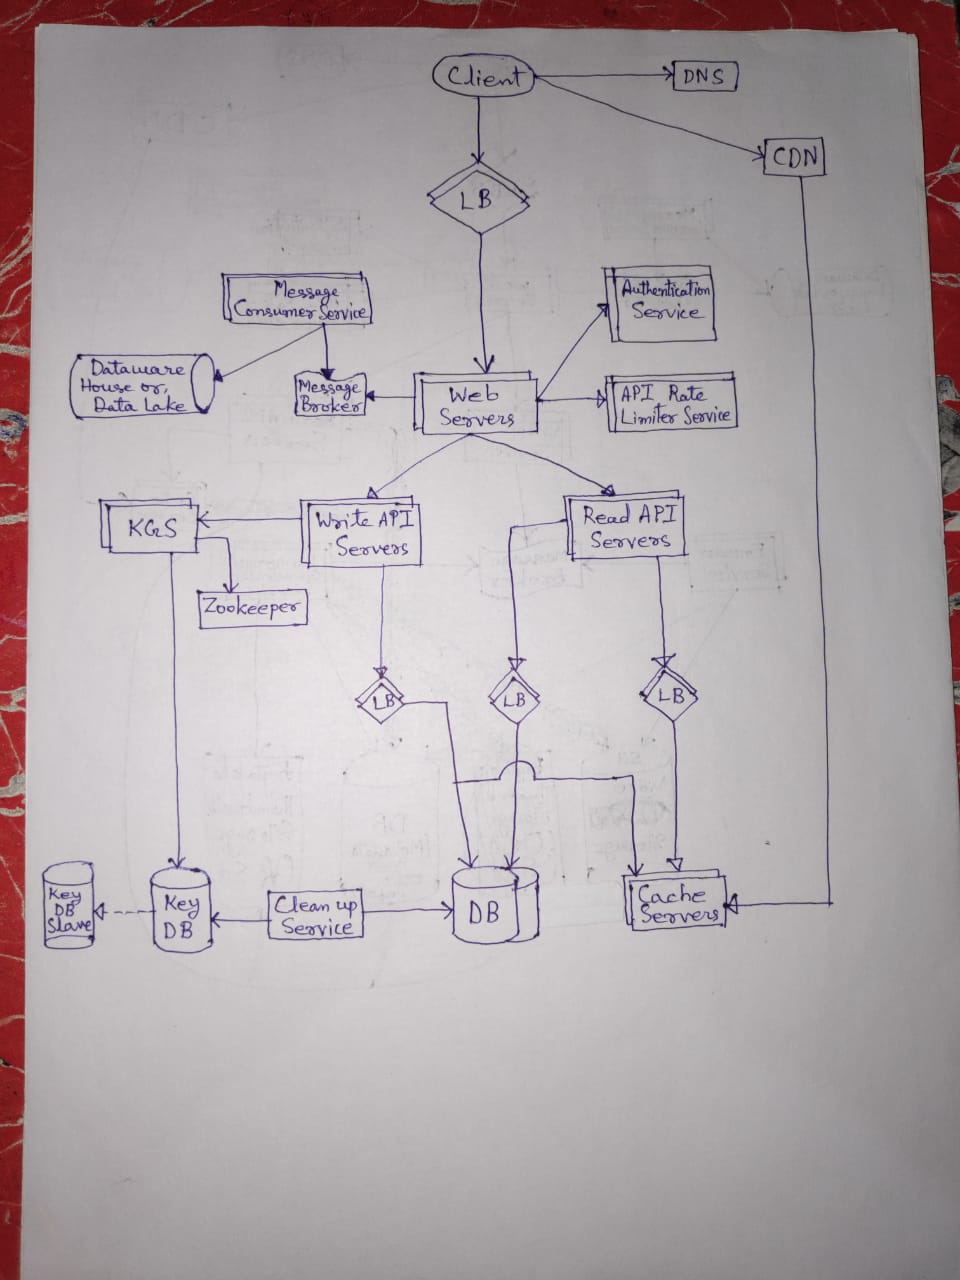 Client
DNS
CDN
LB
Message
Consumer Service
Authentication
Service
Dataware
House or,
Data Lake
Message
Broker
Web
Servers
API Rate
Limiter Service
KGS
Write API
Servers
Read API
Servers
Zookeeper
LB
LB
LB
Key
DB
Slave
Key
DB
Clean up
Service
DB
Cache
Servers